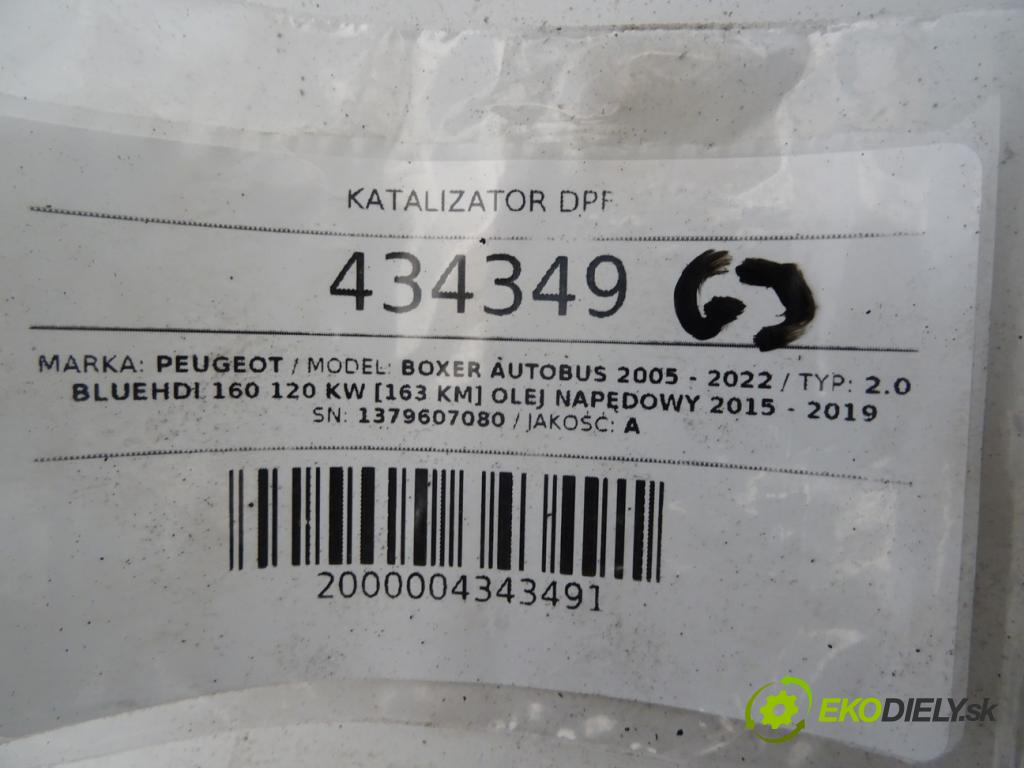 KATALIZATOR DPF
434349
MARKA: PEUGEOT / MODEL: BOXER AUTOBUS 2005 - 2022 / TYP: 2.0
BLUEHDI 160 120 KW [163 KM] OLEJ NAPĘDOWY 2015 - 2019
SN: 1379607080 / JAKOŚĆ: A
2000004343491
EKODIELY.sk